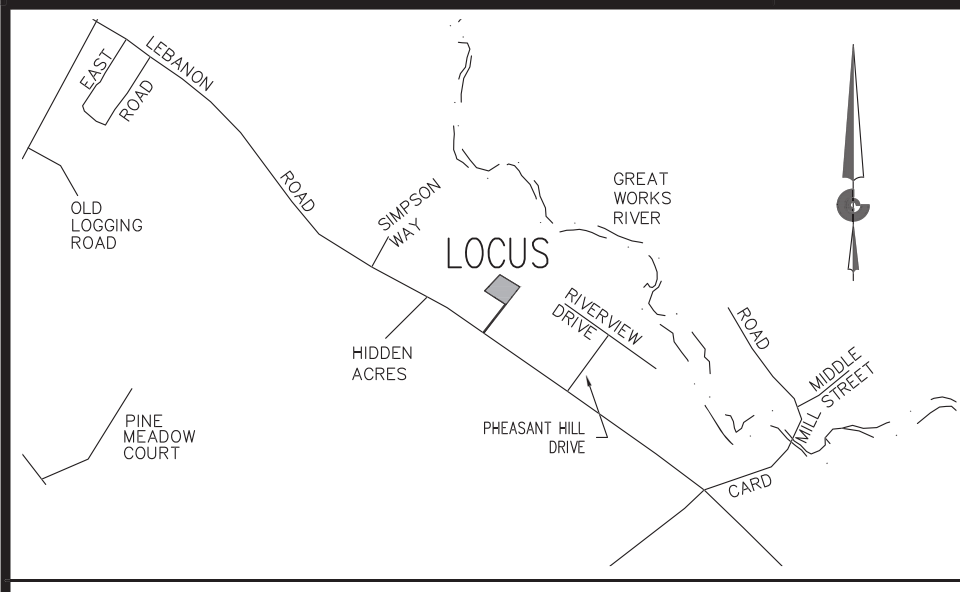 LEBANON
EAST
ROAD
OLD
LOGGING
ROAD
ROAD
SIMPSON
WAY
GREAT
WORKS
RIVER
LOCUS
HIDDEN
ACRES
RIVERVIEW
DRIVE
PHEASANT HILL
DRIVE
ROAD
MIDDLE
STREET
MILL
CARD
PINE
MEADOW
COURT